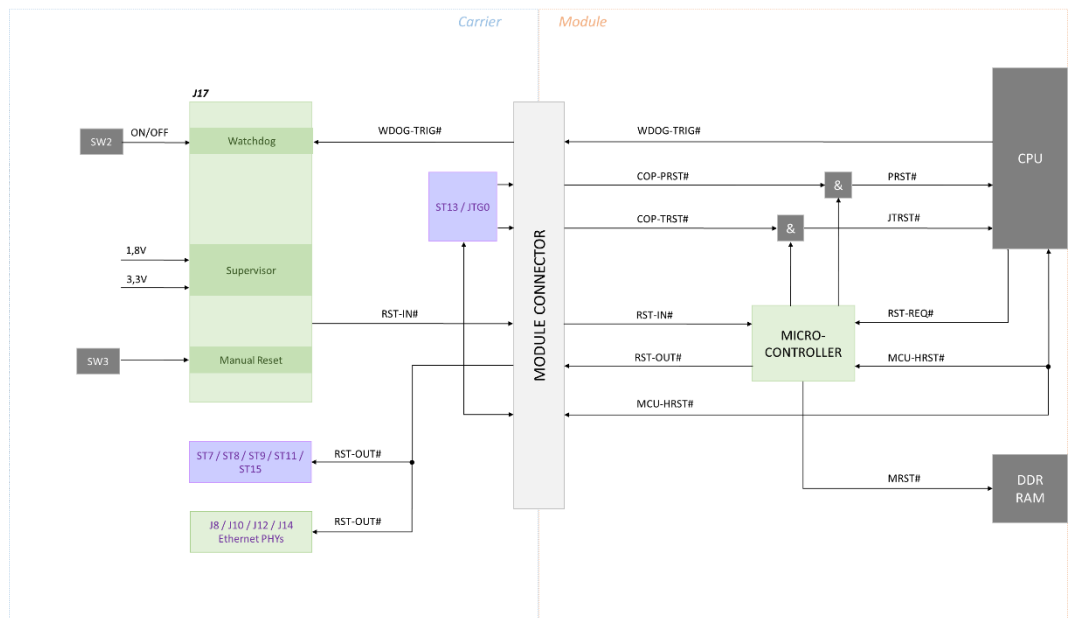 Carrier
Module
J17
SW2
ON/OFF
Watchdog
WDOG-TRIG#
WDOG-TRIG#
CPU
ST13 / JTG0
COP-PRST#
&
PRST#
COP-TRST#
&
JTRST#
1,8V
3,3V
Supervisor
MODULE CONNECTOR
RST-IN#
RST-IN#
MICRO-
CONTROLLER
RST-REQ#
SW3
Manual Reset
RST-OUT#
MCU-HRST#
MCU-HRST#
ST7 / ST8 / ST9 / ST11 /
ST15
RST-OUT#
MRST#
DDR
RAM
J8 / J10 / J12 / J14
Ethernet PHYs
RST-OUT#